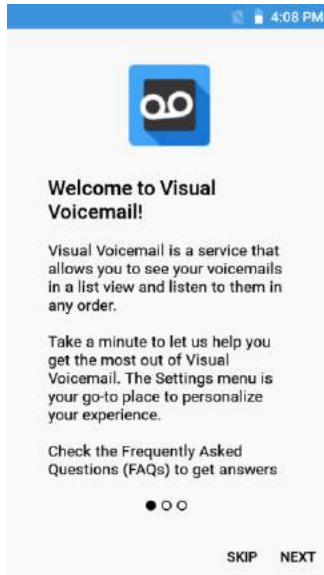 4:08 PM
Welcome to Visual
Voicemail!
Visual Voicemail is a service that
allows you to see your voicemails
in a list view and listen to them in
any order.
Take a minute to let us help you
get the most out of Visual
Voicemail. The Settings menu is
your go-to place to personalize
your experience.
Check the Frequently Asked
Questions (FAQs) to get answers
SKIP NEXT